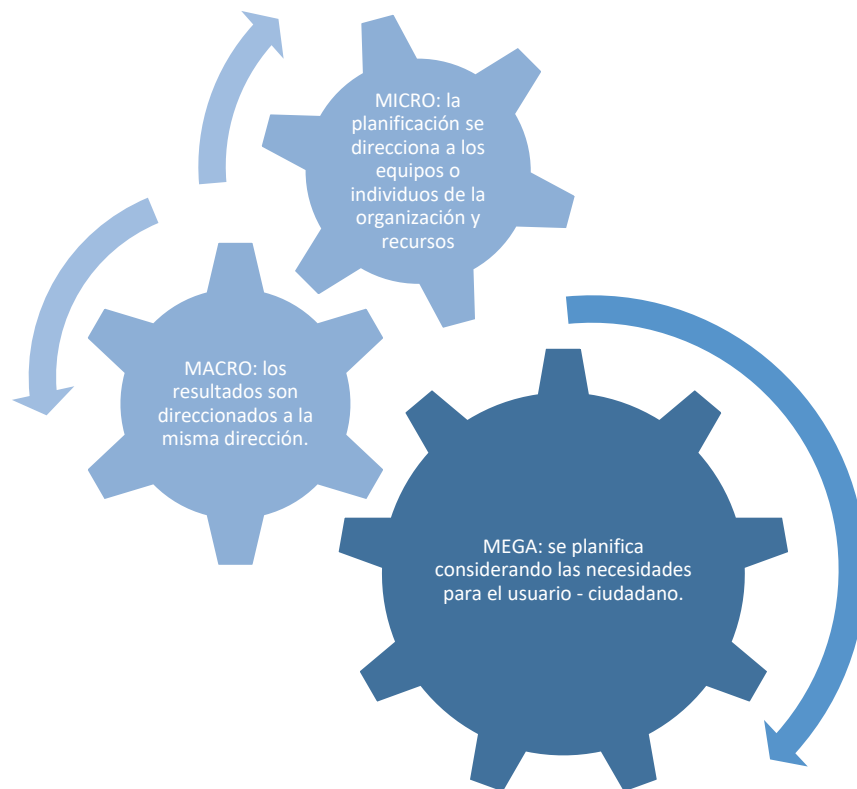 MICRO: la
planificación se
direcciona a los
equipos o
individuos de la
organización y
recursos
MACRO: los
resultados son
direccionados a la
misma dirección.
MEGA: se planifica
considerando las necesidades
para el usuario - ciudadano.